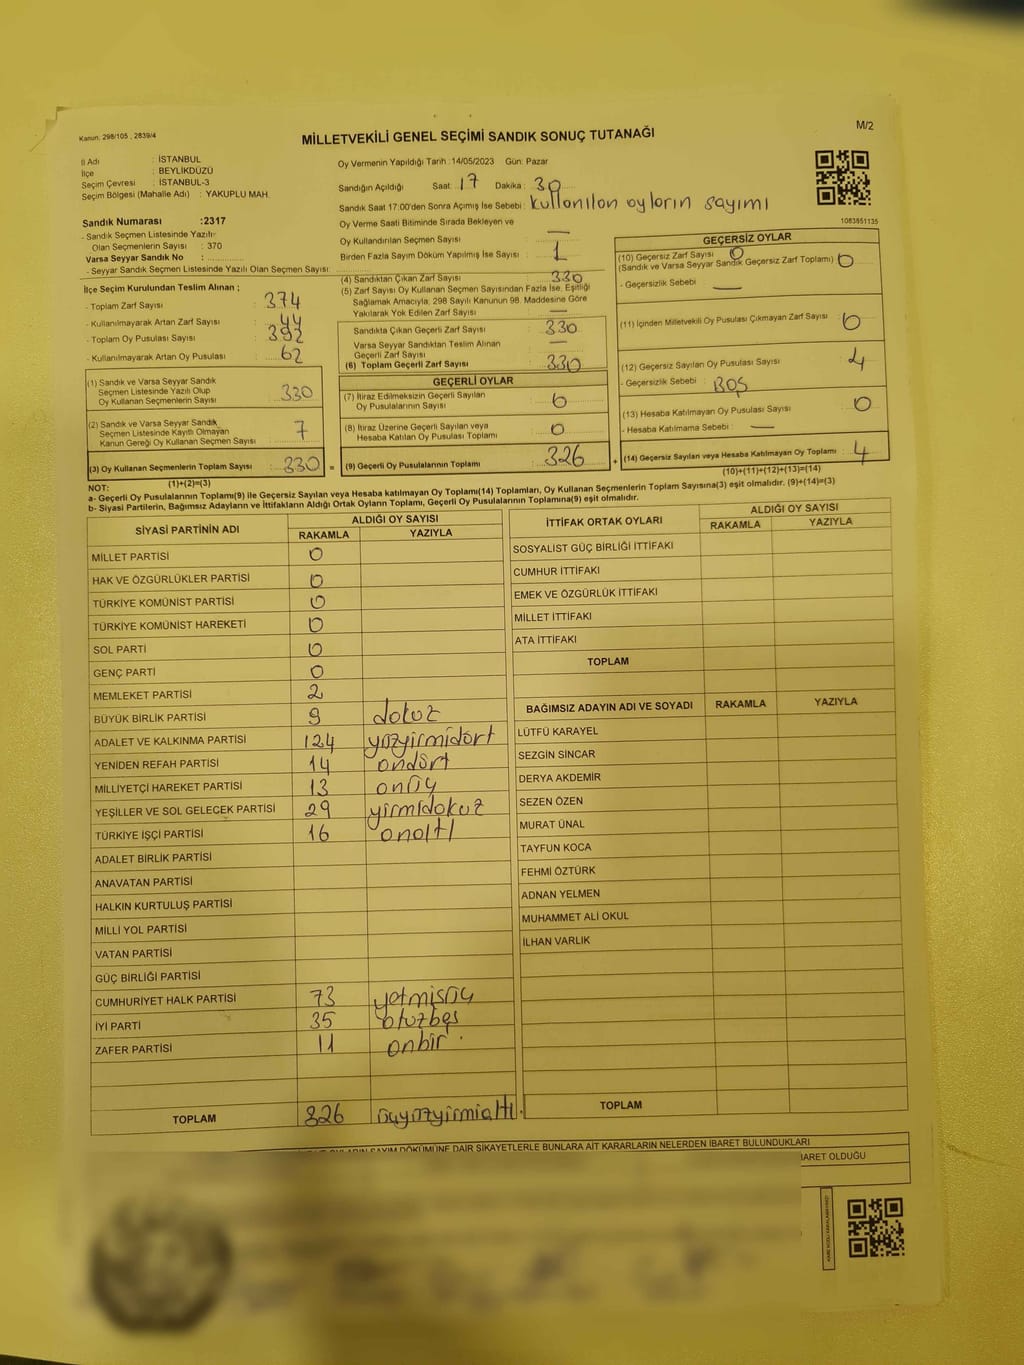 Kanun: 298/105 , 2839/4
M/2
MİLLETVEKİLİ GENEL SEÇİMİ SANDIK SONUÇ TUTANAĞI
İl Adı : İSTANBUL
İlçe : BEYLİKDÜZÜ
Seçim Çevresi : İSTANBUL-3
Seçim Bölgesi (Mahalle Adı) : YAKUPLU MAH.
Sandık Numarası :2317
- Sandık Seçmen Listesinde Yazılı
Olan Seçmenlerin Sayısı : 370
Varsa Seyyar Sandık No :
- Seyyar Sandık Seçmen Listesinde Yazılı Olan Seçmen Sayısı:
İlçe Seçim Kurulundan Teslim Alınan ;
- Toplam Zarf Sayısı : 374
- Kullanılmayarak Artan Zarf Sayısı : 44
- Toplam Oy Pusulası Sayısı : 392
- Kullanılmayarak Artan Oy Pusulası : 62
(1) Sandık ve Varsa Seyyar Sandık
Seçmen Listesinde Yazılı Olup
Oy Kullanan Seçmenlerin Sayısı : 330
(2) Sandık ve Varsa Seyyar Sandık
Seçmen Listesinde Kayıtlı Olmayan
Kanun Gereği Oy Kullanan Seçmen Sayısı : 7
(3) Oy Kullanan Seçmenlerin Toplam Sayısı : 330
(1)+(2)=(3)
Oy Vermenin Yapıldığı Tarih :14/05/2023 Gün: Pazar
Sandığın Açıldığı Saat: 17 Dakika : 30
Sandık Saat 17:00'den Sonra Açılmış İse Sebebi : kullanılan oyların sayımı
Oy Verme Saati Bitiminde Sırada Bekleyen ve
Oy Kullandırılan Seçmen Sayısı : —
Birden Fazla Sayım Döküm Yapılmış İse Sayısı : 1
(4) Sandıktan Çıkan Zarf Sayısı : 330
(5) Zarf Sayısı Oy Kullanan Seçmen Sayısından Fazla İse, Eşitliği
Sağlamak Amacıyla; 298 Sayılı Kanunun 98. Maddesine Göre
Yakılarak Yok Edilen Zarf Sayısı : —
Sandıkta Çıkan Geçerli Zarf Sayısı : 330
Varsa Seyyar Sandıktan Teslim Alınan
Geçerli Zarf Sayısı : —
(6) Toplam Geçerli Zarf Sayısı : 330
GEÇERLİ OYLAR
(7) İtiraz Edilmeksizin Geçerli Sayılan
Oy Pusulalarının Sayısı : 0
(8) İtiraz Üzerine Geçerli Sayılan veya
Hesaba Katılan Oy Pusulası Toplamı : 0
= (9) Geçerli Oy Pusulalarının Toplamı : 326
1083851135
GEÇERSİZ OYLAR
(10) Geçersiz Zarf Sayısı 0
(Sandık ve Varsa Seyyar Sandık Geçersiz Zarf Toplamı) : 0
- Geçersizlik Sebebi : —
(11) İçinden Milletvekili Oy Pusulası Çıkmayan Zarf Sayısı : 0
(12) Geçersiz Sayılan Oy Pusulası Sayısı : 4
- Geçersizlik Sebebi : BOŞ
(13) Hesaba Katılmayan Oy Pusulası Sayısı : 0
- Hesaba Katılmama Sebebi : —
+ (14) Geçersiz Sayılan veya Hesaba Katılmayan Oy Toplamı : 4
(10)+(11)+(12)+(13)=(14)
NOT:
a- Geçerli Oy Pusulalarının Toplamı(9) ile Geçersiz Sayılan veya Hesaba katılmayan Oy Toplamı(14) Toplamları, Oy Kullanan Seçmenlerin Toplam Sayısına(3) eşit olmalıdır. (9)+(14)=(3)
b- Siyasi Partilerin, Bağımsız Adayların ve İttifakların Aldığı Ortak Oyların Toplamı, Geçerli Oy Pusulalarının Toplamına(9) eşit olmalıdır.
SİYASİ PARTİNİN ADI ALDIĞI OY SAYISI
RAKAMLA YAZIYLA
MİLLET PARTİSİ 0
HAK VE ÖZGÜRLÜKLER PARTİSİ 0
TÜRKİYE KOMÜNİST PARTİSİ 0
TÜRKİYE KOMÜNİST HAREKETİ 0
SOL PARTİ 0
GENÇ PARTİ 0
MEMLEKET PARTİSİ 2
BÜYÜK BİRLİK PARTİSİ 9 dokuz
ADALET VE KALKINMA PARTİSİ 124 yüzyirmidört
YENİDEN REFAH PARTİSİ 14 ondört
MİLLİYETÇİ HAREKET PARTİSİ 13 onüç
YEŞİLLER VE SOL GELECEK PARTİSİ 29 yirmidokuz
TÜRKİYE İŞÇİ PARTİSİ 16 onaltı
ADALET BİRLİK PARTİSİ
ANAVATAN PARTİSİ
HALKIN KURTULUŞ PARTİSİ
MİLLİ YOL PARTİSİ
VATAN PARTİSİ
GÜÇ BİRLİĞİ PARTİSİ
CUMHURİYET HALK PARTİSİ 73 yetmişüç
İYİ PARTİ 35 otuzbeş
ZAFER PARTİSİ 11 onbir
TOPLAM 326 üçyüzyirmialtı.
İTTİFAK ORTAK OYLARI ALDIĞI OY SAYISI
RAKAMLA YAZIYLA
SOSYALIST GÜÇ BİRLİĞİ İTTİFAKI
CUMHUR İTTİFAKI
EMEK VE ÖZGÜRLÜK İTTİFAKI
MİLLET İTTİFAKI
ATA İTTİFAKI
TOPLAM
BAĞIMSIZ ADAYIN ADI VE SOYADI RAKAMLA YAZIYLA
LÜTFÜ KARAYEL
SEZGİN SİNCAR
DERYA AKDEMİR
SEZEN ÖZEN
MURAT ÜNAL
TAYFUN KOCA
FEHMİ ÖZTÜRK
ADNAN YELMEN
MUHAMMET ALİ OKUL
İLHAN VARLIK
TOPLAM
SAYIM DÖKÜMÜNE DAİR ŞİKAYETLERLE BUNLARA AİT KARARLARIN NELERDEN İBARET BULUNDUKLARI
İBARET OLDUĞU